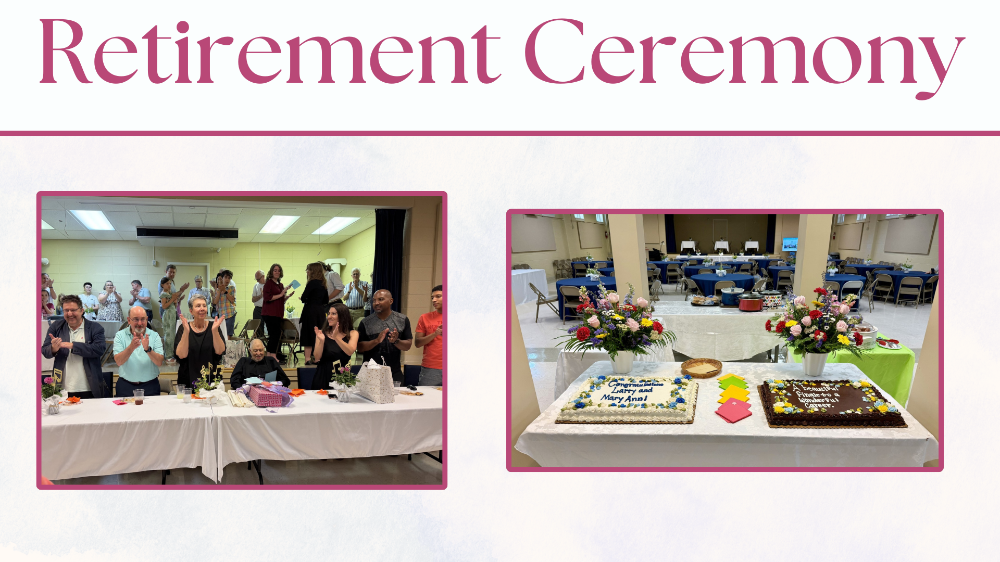 Retirement Ceremony
Congratulations
Larry and
Mary Ann!
A beautiful
finale to a
wonderful
Career.